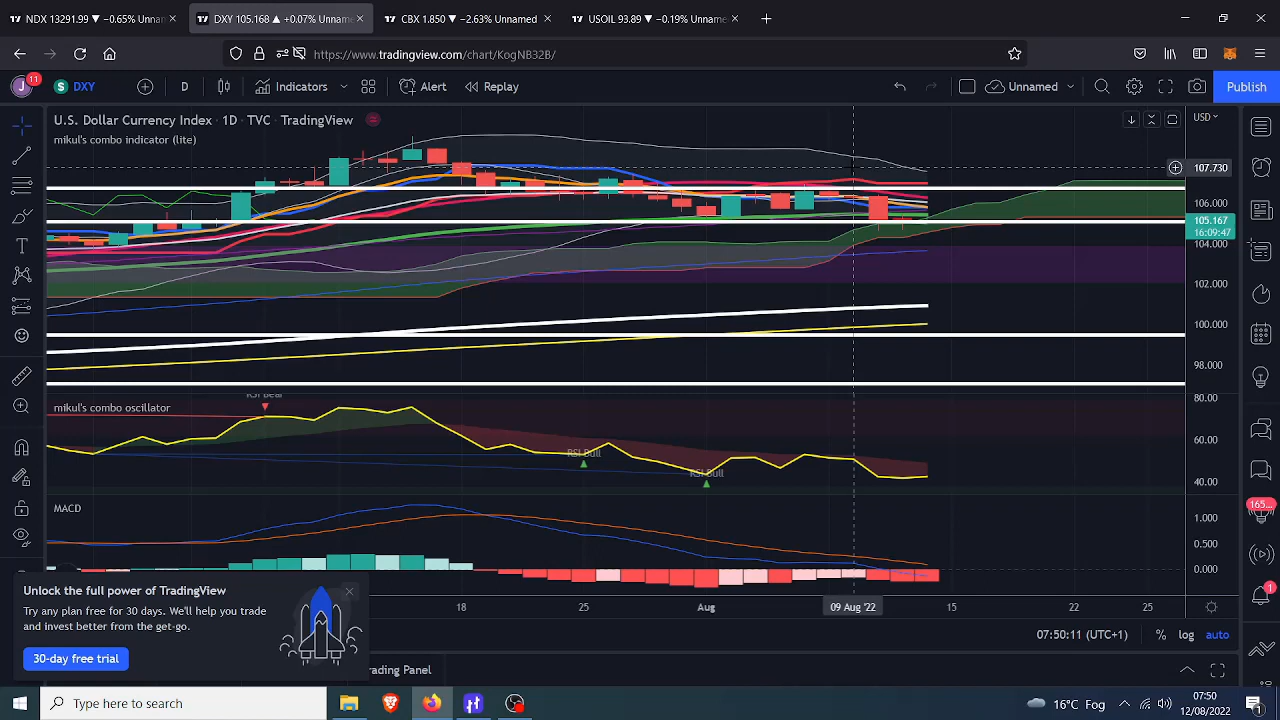 NDX 13291.99 ▼ −0.65% Unnam
DXY 105.168 ▲ +0.07% Unname
CBX 1.850 ▼ −2.63% Unnamed
USOIL 93.89 ▼ −0.19% Unname
https://www.tradingview.com/chart/KogNB32B/
J
11
S
DXY
D
Indicators
Alert
Replay
Unnamed
Publish
U.S. Dollar Currency Index · 1D · TVC · TradingView
USD
mikul's combo indicator (lite)
107.730
106.000
105.167
16:09:47
104.000
102.000
100.000
98.000
RSI Bear
80.00
mikul's combo oscillator
60.00
RSI Bull
RSI Bull
40.00
MACD
1.000
165...
0.500
0.000
Unlock the full power of TradingView
Try any plan free for 30 days. We'll help you trade
and invest better from the get-go.
30-day free trial
18
25
Aug
09 Aug '22
15
22
25
1
07:50:11 (UTC+1)
%
log
auto
rading Panel
Type here to search
16°C Fog
07:50
12/08/2022
1